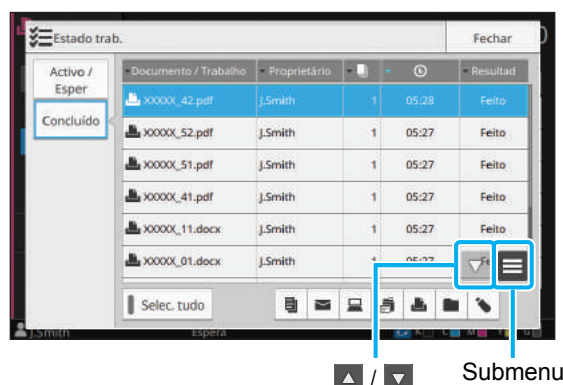 Estado trab.
Fechar
Activo / Esper
Concluído
Documento / Trabalho Proprietário Resultad
XXXXX_42.pdf J.Smith 1 05:28 Feito
XXXXX_52.pdf J.Smith 1 05:27 Feito
XXXXX_51.pdf J.Smith 1 05:27 Feito
XXXXX_41.pdf J.Smith 1 05:27 Feito
XXXXX_11.docx J.Smith 1 05:27 Feito
XXXXX_01.docx J.Smith 1 05:27
Selec. tudo
J.Smith Espera K C M Y G
/ Submenu